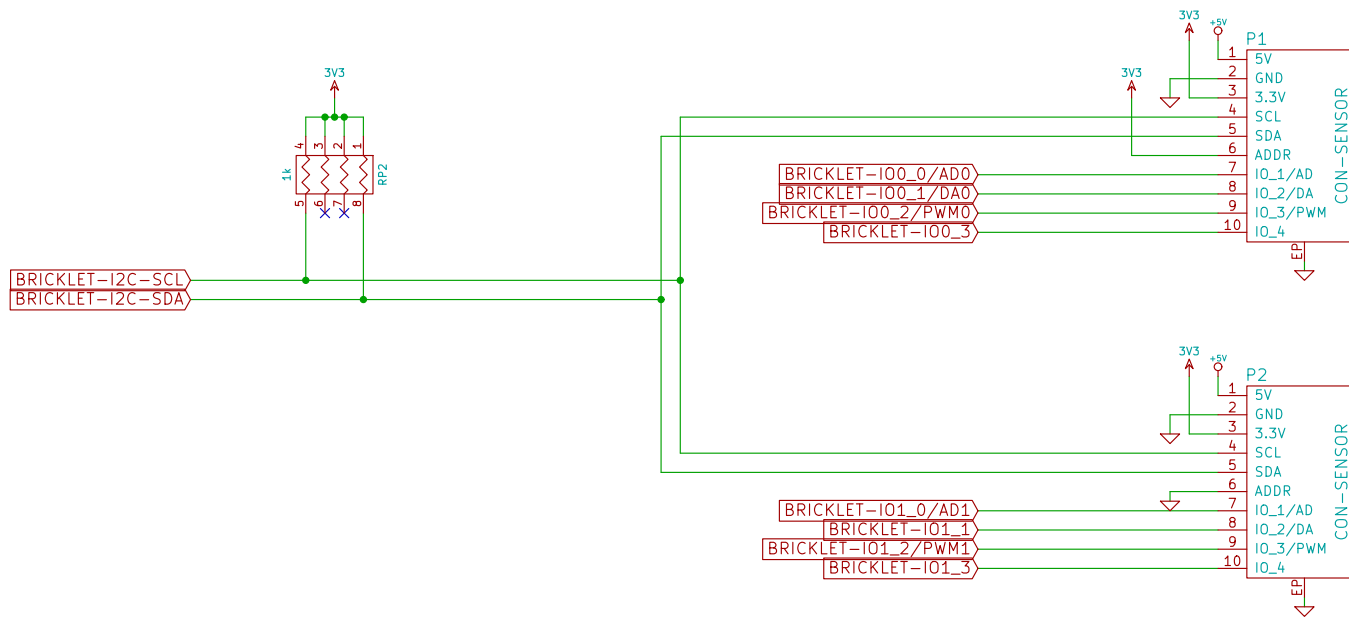 3V3
4
3
2
1
1k
RP2
5
6
7
8
BRICKLET-I2C-SCL
BRICKLET-I2C-SDA
3V3
3V3
+5V
P1
1 5V
2 GND
3 3.3V
4 SCL
5 SDA
6 ADDR
BRICKLET-IO0_0/AD0 7 IO_1/AD
BRICKLET-IO0_1/DA0 8 IO_2/DA
BRICKLET-IO0_2/PWM0 9 IO_3/PWM
BRICKLET-IO0_3 10 IO_4
CON-SENSOR
EP
3V3
+5V
P2
1 5V
2 GND
3 3.3V
4 SCL
5 SDA
6 ADDR
BRICKLET-IO1_0/AD1 7 IO_1/AD
BRICKLET-IO1_1 8 IO_2/DA
BRICKLET-IO1_2/PWM1 9 IO_3/PWM
BRICKLET-IO1_3 10 IO_4
CON-SENSOR
EP